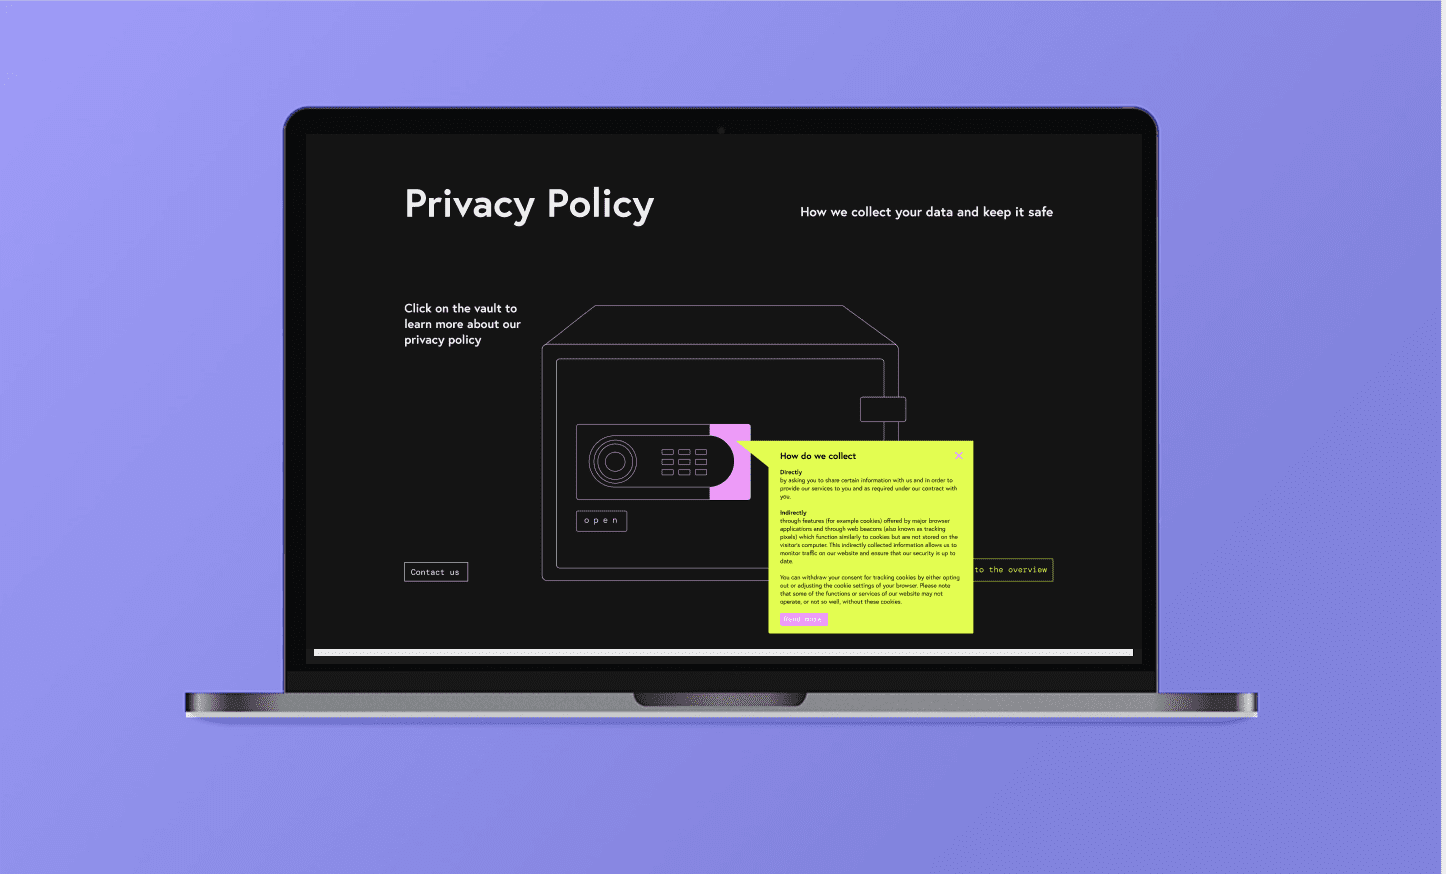 Privacy Policy
How we collect your data and keep it safe
Click on the vault to
learn more about our
privacy policy
How do we collect
Directly
by asking you to share certain information with us and in order to
provide our services to you and as required under our contract with
you.
Indirectly
through features (for example cookies) offered by major browser
applications and through web beacons (also known as tracking
pixels) which function similarly to cookies but are not stored on the
visitor's computer. This indirectly collected information allows us to
monitor traffic on our website and ensure that our security is up to
date.
You can withdraw your consent for tracking cookies by either opting
out or adjusting the cookie settings of your browser. Please note
that some of the functions or services of our website may not
operate, or not so well, without these cookies.
Read more
open
Contact us
to the overview